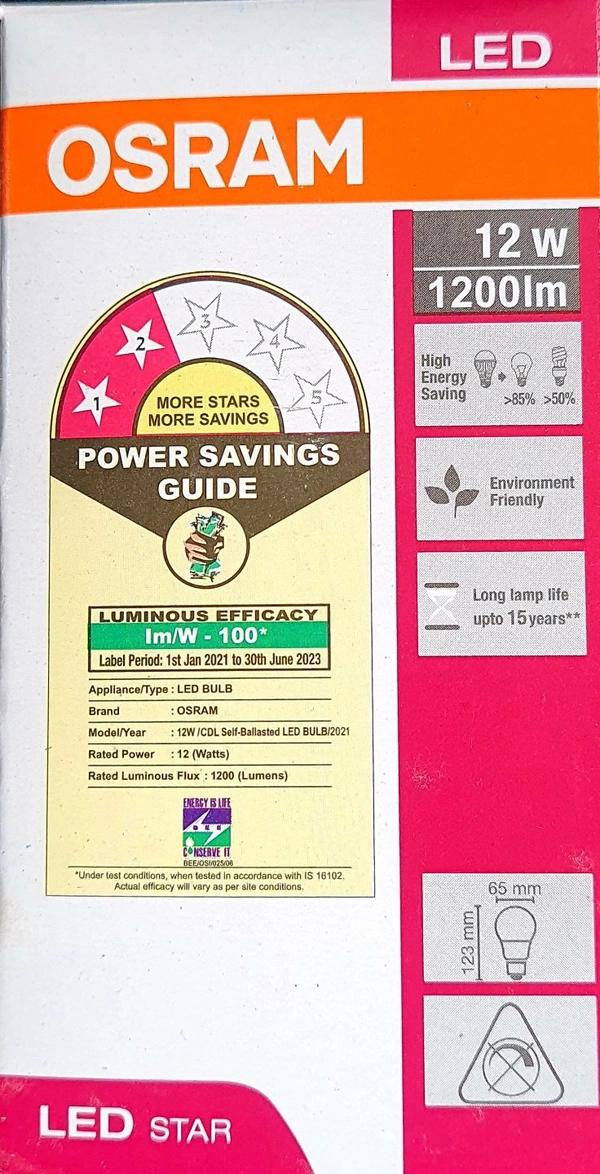 LED
OSRAM
12 W
1200lm
High
Energy
Saving
>85% >50%
Environment
Friendly
Long lamp life
upto 15years**
1 2 3 4 5
MORE STARS
MORE SAVINGS
POWER SAVINGS
GUIDE
LUMINOUS EFFICACY
lm/W - 100*
Label Period: 1st Jan 2021 to 30th June 2023
Appliance/Type : LED BULB
Brand : OSRAM
Model/Year : 12W /CDL Self-Ballasted LED BULB/2021
Rated Power : 12 (Watts)
Rated Luminous Flux : 1200 (Lumens)
ENERGY IS LIFE
BEE
CONSERVE IT
BEE/OSI/025/06
*Under test conditions, when tested in accordance with IS 16102.
Actual efficacy will vary as per site conditions.
65 mm
123 mm
LED STAR